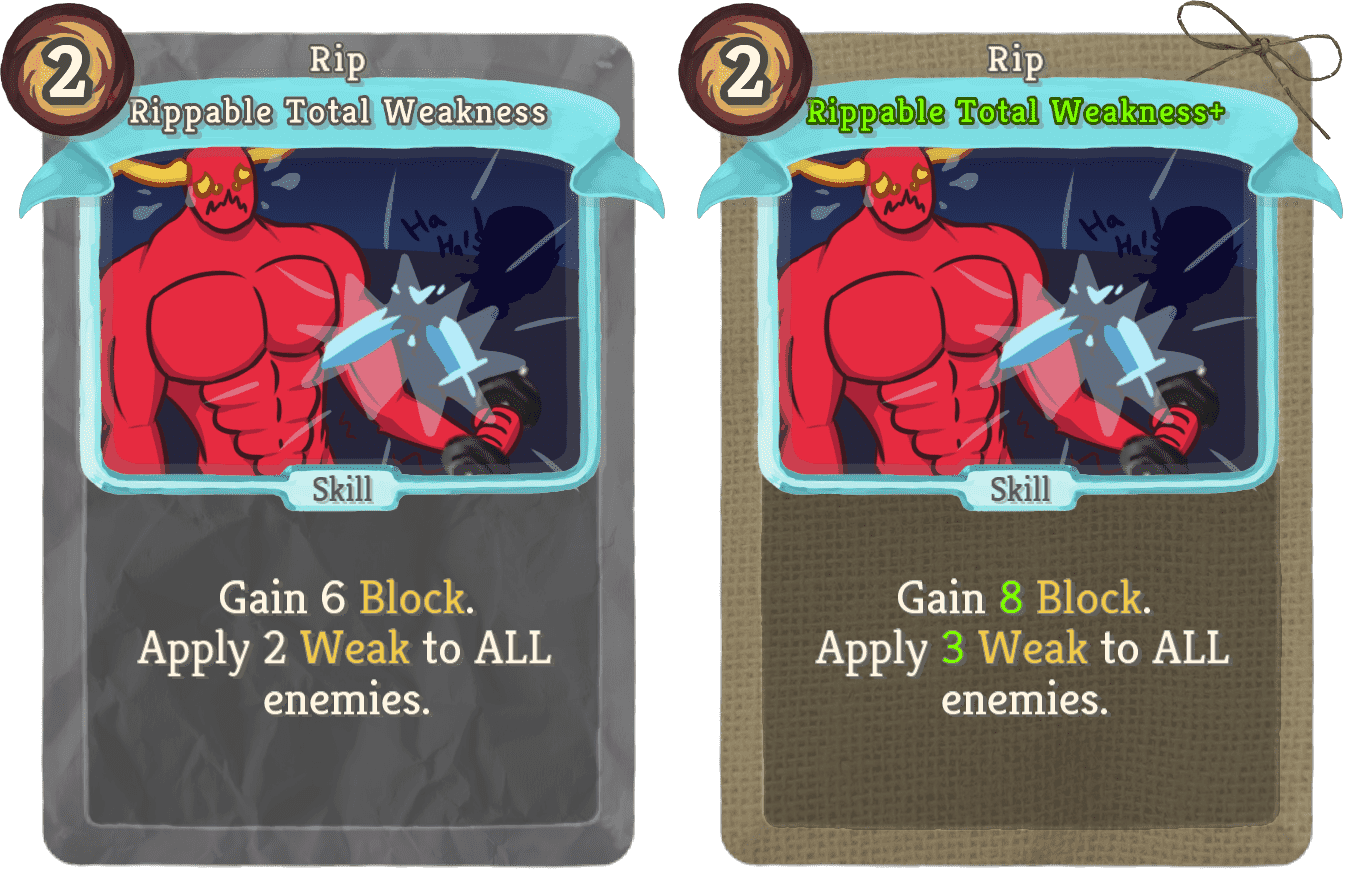 2
Rip
Rippable Total Weakness
Ha
Ha!
Skill
Gain 6 Block.
Apply 2 Weak to ALL
enemies.
2
Rip
Rippable Total Weakness+
Ha
Ha!
Skill
Gain 8 Block.
Apply 3 Weak to ALL
enemies.